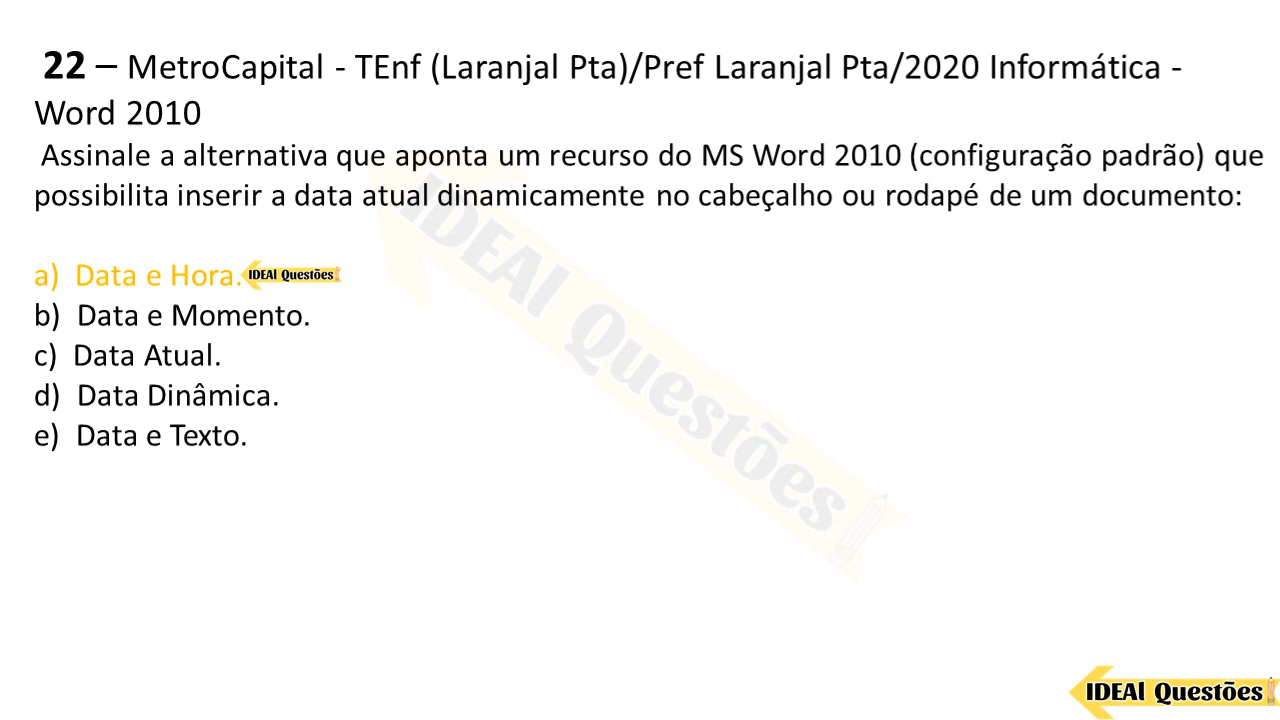 22 – MetroCapital - TEnf (Laranjal Pta)/Pref Laranjal Pta/2020 Informática -
Word 2010
Assinale a alternativa que aponta um recurso do MS Word 2010 (configuração padrão) que
possibilita inserir a data atual dinamicamente no cabeçalho ou rodapé de um documento:
a) Data e Hora. IDEAl Questões
b) Data e Momento.
c) Data Atual.
d) Data Dinâmica.
e) Data e Texto.
IDEAl Questões
IDEAl Questões